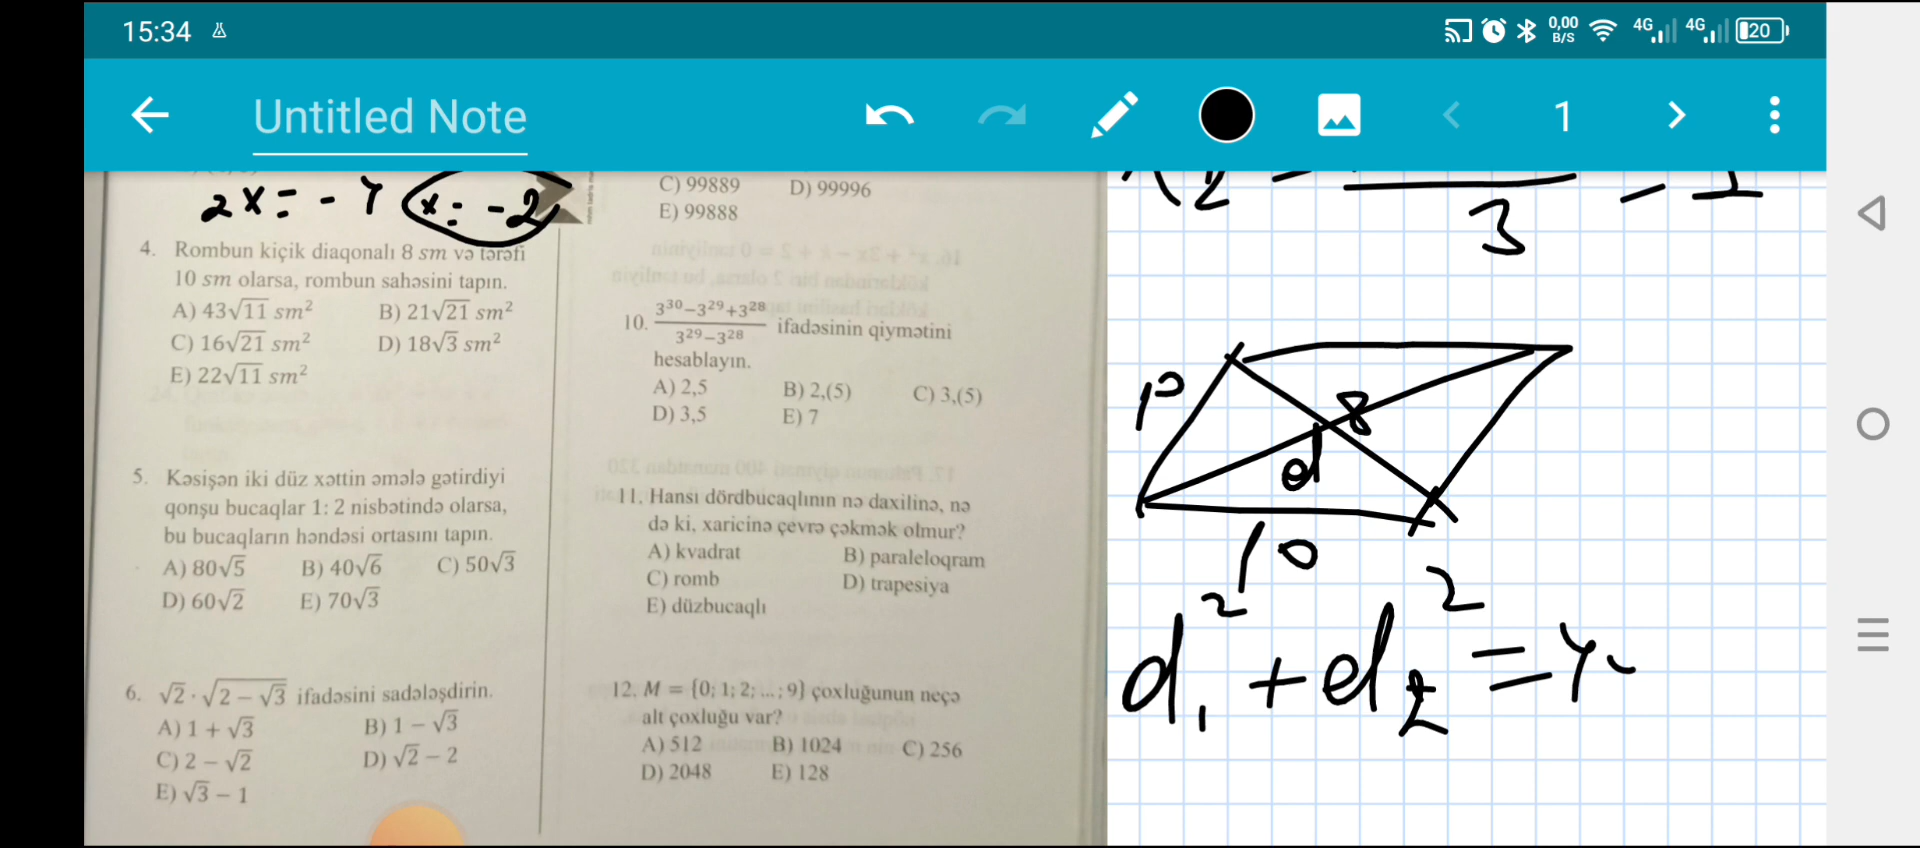 15:34 0,00 B/S 4G 4G 20
Untitled Note 1
2x = - 4 x = - 2
4. Rombun kiçik diaqonalı 8 sm və tərəfi
10 sm olarsa, rombun sahəsini tapın.
A) 43√11 sm² B) 21√21 sm²
C) 16√21 sm² D) 18√3 sm²
E) 22√11 sm²
5. Kəsişən iki düz xəttin əmələ gətirdiyi
qonşu bucaqlar 1: 2 nisbətində olarsa,
bu bucaqların həndəsi ortasını tapın.
A) 80√5 B) 40√6 C) 50√3
D) 60√2 E) 70√3
6. √2 · √(2 − √3) ifadəsini sadələşdirin.
A) 1 + √3 B) 1 − √3
C) 2 − √2 D) √2 − 2
E) √3 − 1
C) 99889 D) 99996
E) 99888
10. (3³⁰−3²⁹+3²⁸)/(3²⁹−3²⁸) ifadəsinin qiymətini
hesablayın.
A) 2,5 B) 2,(5) C) 3,(5)
D) 3,5 E) 7
11. Hansı dördbucaqlının nə daxilinə, nə
də ki, xaricinə çevrə çəkmək olmur?
A) kvadrat B) paraleloqram
C) romb D) trapesiya
E) düzbucaqlı
12. M = {0; 1; 2; ...; 9} çoxluğunun neçə
alt çoxluğu var?
A) 512 B) 1024 C) 256
D) 2048 E) 128
3
10
8
d
10
d₁² + d₂² = 4